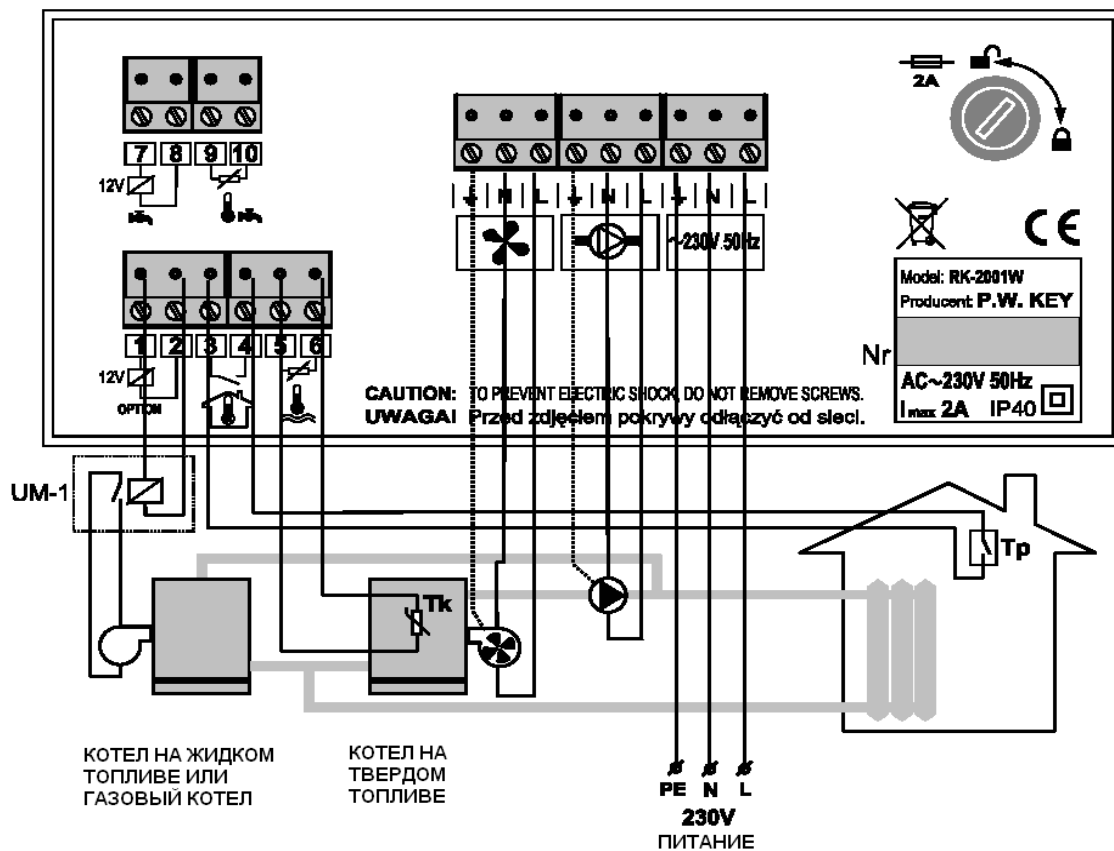 2A
7 8 9 10
12V
⏚ N L ⏚ N L ⏚ N L
~230V 50Hz
Model: RK-2001W
Producent: P.W. KEY
Nr
AC~230V 50Hz
I max 2A IP40
1 2 3 4 5 6
12V
OPTION
CAUTION: TO PREVENT ELECTRIC SHOCK, DO NOT REMOVE SCREWS.
UWAGA! Przed zdjęciem pokrywy odłączyć od sieci.
UM-1
Tp
Tk
КОТЕЛ НА ЖИДКОМ
ТОПЛИВЕ ИЛИ
ГАЗОВЫЙ КОТЕЛ
КОТЕЛ НА
ТВЕРДОМ
ТОПЛИВЕ
PE N L
230V
ПИТАНИЕ